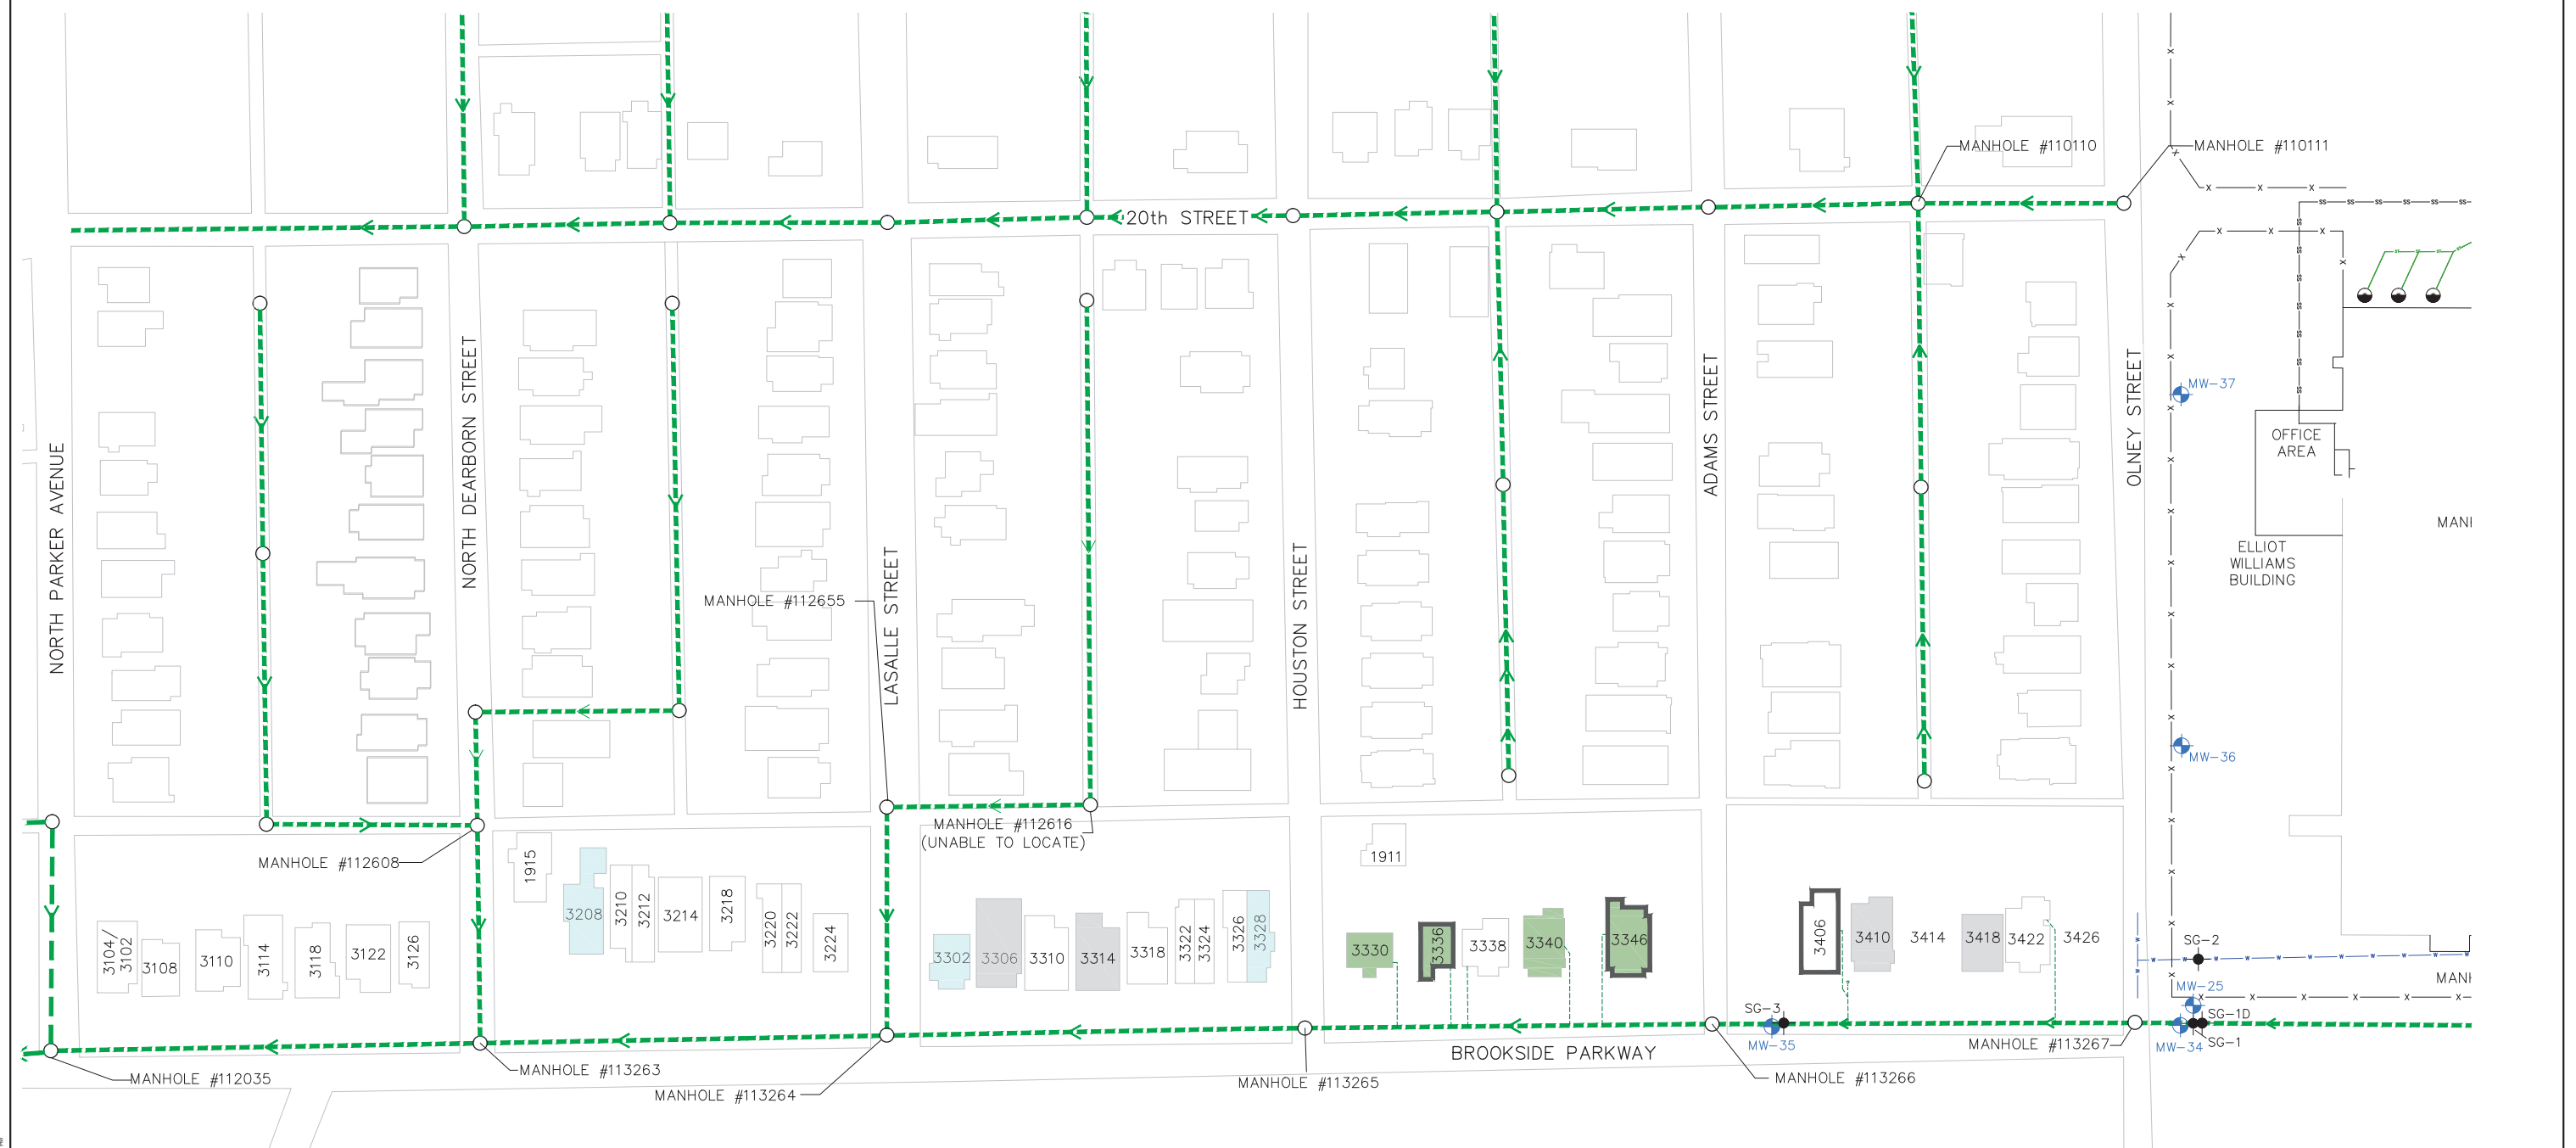 MANHOLE #110110
MANHOLE #110111
20th STREET
NORTH PARKER AVENUE
NORTH DEARBORN STREET
LASALLE STREET
HOUSTON STREET
ADAMS STREET
OLNEY STREET
MW-37
OFFICE
AREA
MANH
ELLIOT
WILLIAMS
BUILDING
MANHOLE #112655
MW-36
MANHOLE #112616
(UNABLE TO LOCATE)
MANHOLE #112608
1915
1911
3104/
3102
3108
3110
3114
3118
3122
3126
3208
3210
3212
3214
3218
3220
3222
3224
3302
3306
3310
3314
3318
3322
3324
3326
3328
3330
3336
3338
3340
3346
3406
3410
3414
3418
3422
3426
SG-2
MANH
MW-25
SG-3
SG-1D
MW-35
MANHOLE #113267
MW-34
SG-1
BROOKSIDE PARKWAY
MANHOLE #112035
MANHOLE #113263
MANHOLE #113264
MANHOLE #113265
MANHOLE #113266